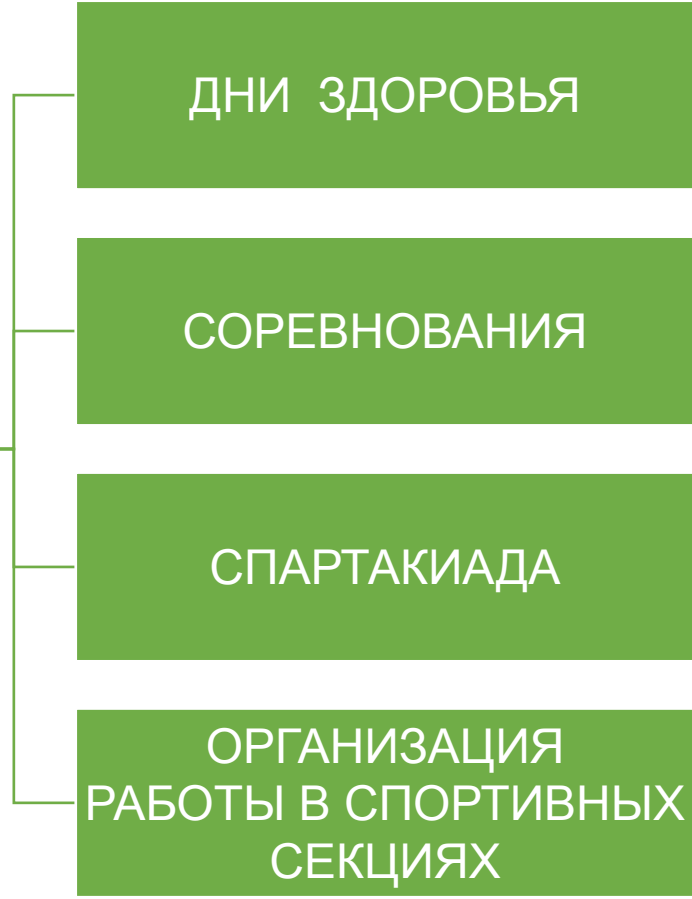 ДНИ ЗДОРОВЬЯ
СОРЕВНОВАНИЯ
СПАРТАКИАДА
ОРГАНИЗАЦИЯ
РАБОТЫ В СПОРТИВНЫХ
СЕКЦИЯХ